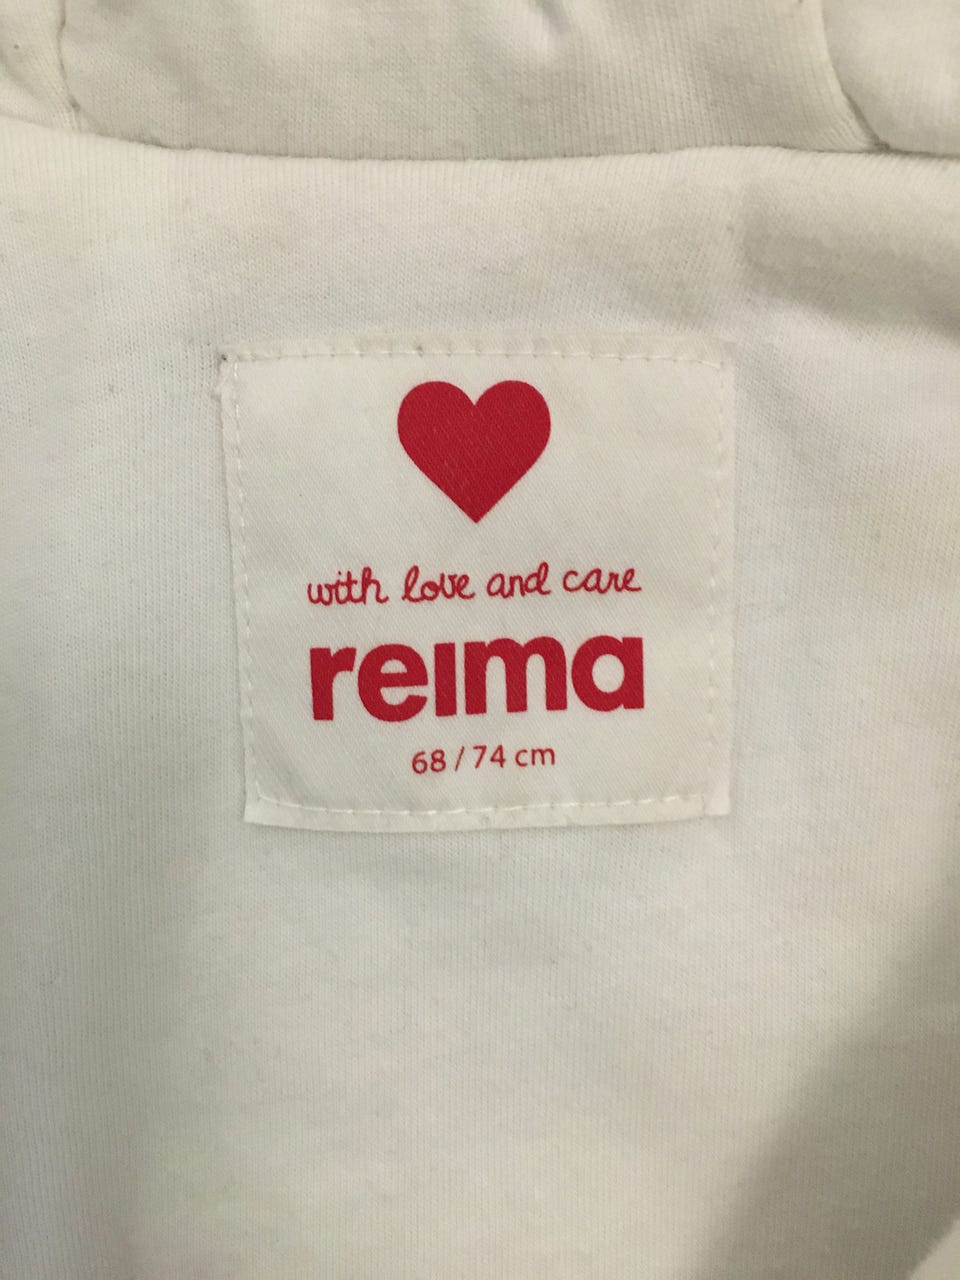 with love and care
reima
68 / 74 cm